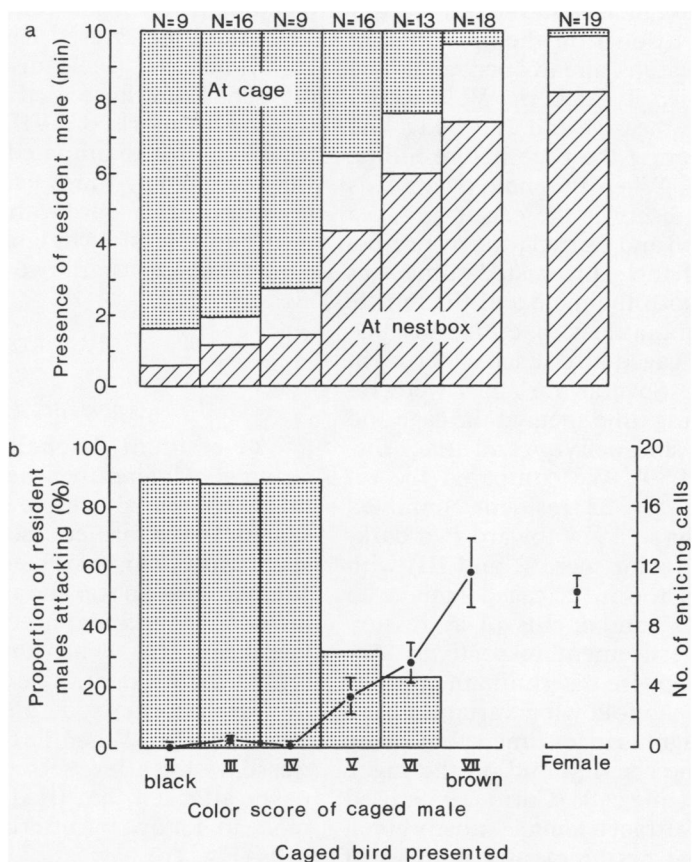 N=9 N=16 N=9 N=16 N=13 N=18 N=19
a
Presence of resident male (min)
10
8
6
4
2
0
At cage
At nestbox
b
Proportion of resident
males attacking (%)
100
80
60
40
20
0
No. of enticing calls
20
16
12
8
4
0
II III IV V VI VII Female
black brown
Color score of caged male
Caged bird presented